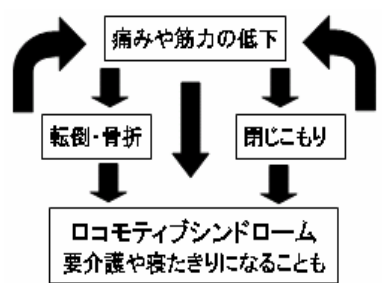 痛みや筋力の低下
転倒・骨折
閉じこもり
ロコモティブシンドローム
要介護や寝たきりになることも